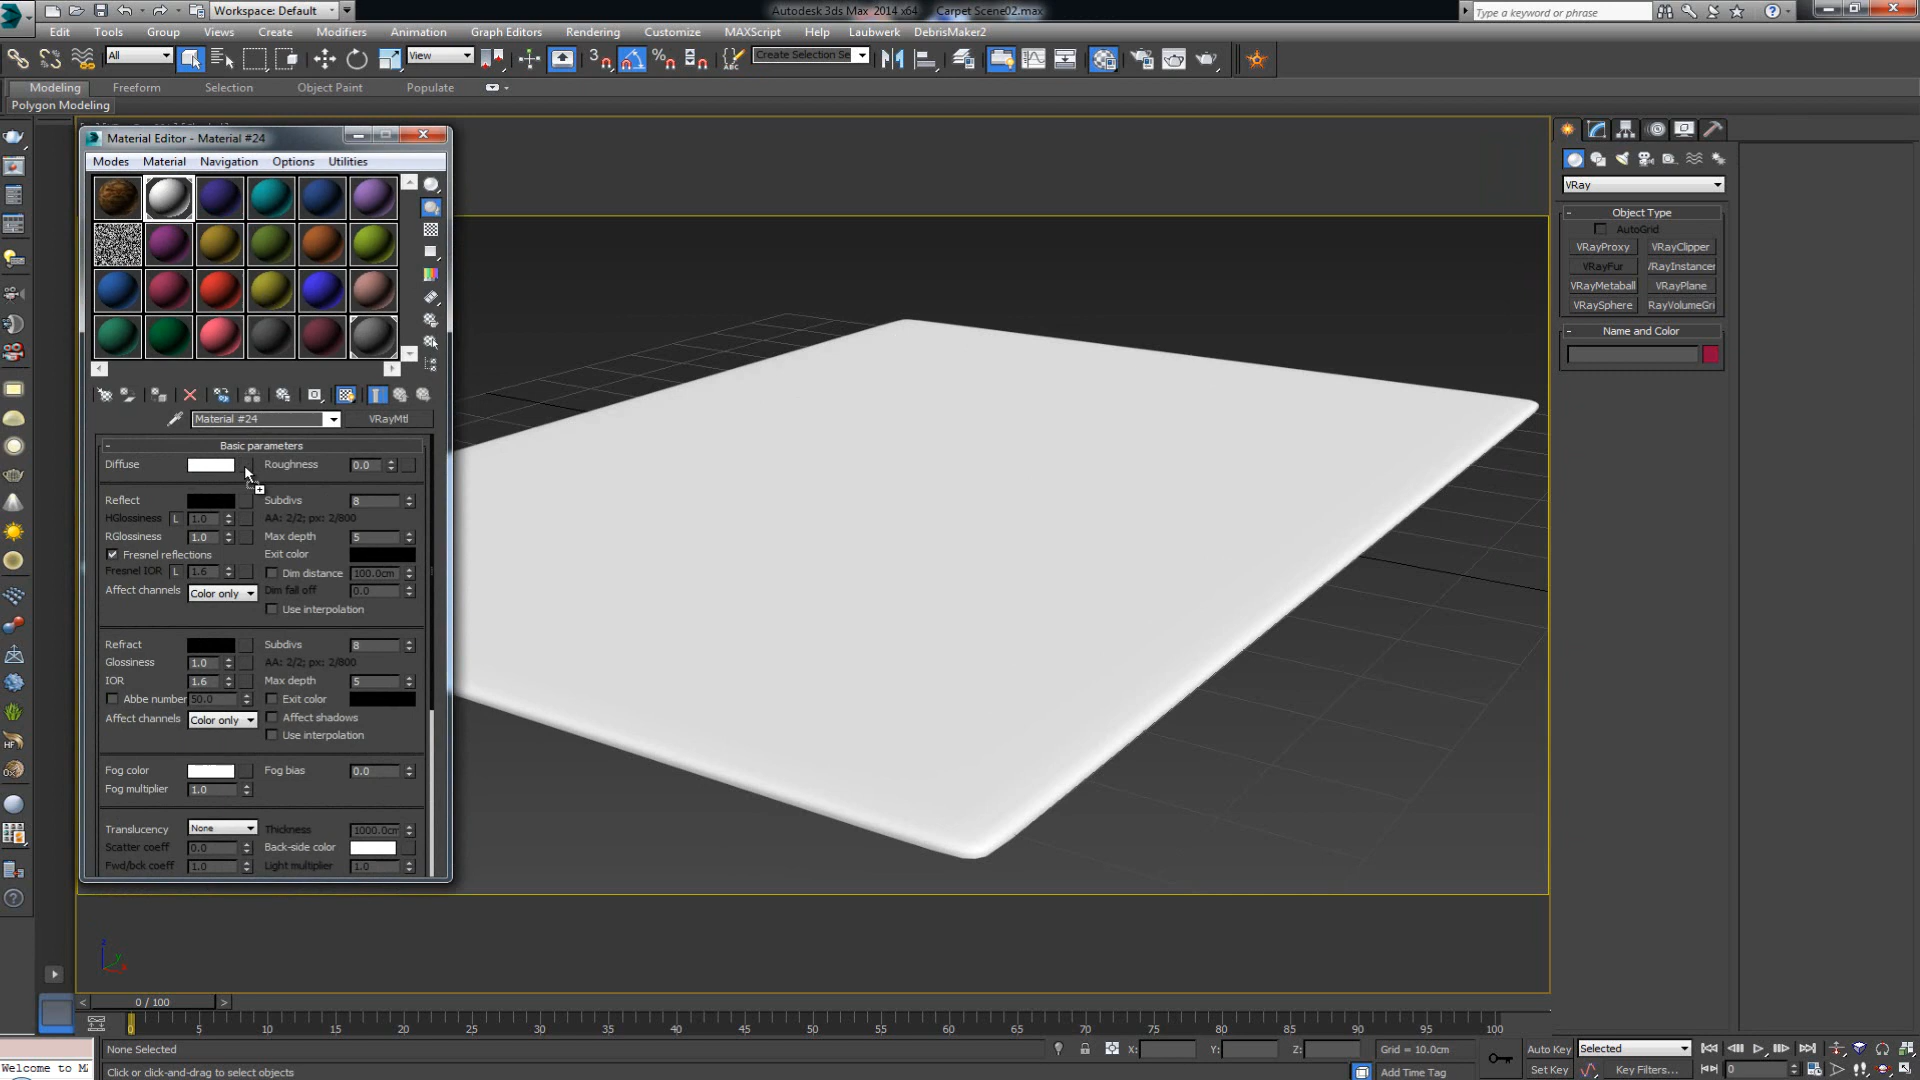 Workspace: Default
Autodesk 3ds Max 2014 x64 Carpet Scene02.max
Type a keyword or phrase
Edit Tools Group Views Create Modifiers Animation Graph Editors Rendering Customize MAXScript Help Laubwerk DebrisMaker2
All
View
Create Selection Se
Modeling Freeform Selection Object Paint Populate
Polygon Modeling
Material Editor - Material #24
Modes Material Navigation Options Utilities
Material #24
VRayMtl
- Basic parameters
Diffuse Roughness 0.0
Reflect Subdivs 8
HGlossiness L 1.0 AA: 2/2; px: 2/800
RGlossiness 1.0 Max depth 5
Fresnel reflections Exit color
Fresnel IOR L 1.6 Dim distance 100.0cm
Affect channels Color only Dim fall off 0.0
Use interpolation
Refract Subdivs 8
Glossiness 1.0 AA: 2/2; px: 2/800
IOR 1.6 Max depth 5
Abbe number 50.0 Exit color
Affect channels Color only Affect shadows
Use interpolation
Fog color Fog bias 0.0
Fog multiplier 1.0
Translucency None Thickness 1000.0cm
Scatter coeff 0.0 Back-side color
Fwd/bck coeff 1.0 Light multiplier 1.0
VRay
- Object Type
AutoGrid
VRayProxy VRayClipper
VRayFur VRayInstancer
VRayMetaball VRayPlane
VRaySphere RayVolumeGri
- Name and Color
HF
z
y
x
< 0 / 100 >
0 5 10 15 20 25 30 35 40 45 50 55 60 65 70 75 80 85 90 95 100
None Selected X: Y: Z: Grid = 10.0cm Auto Key Selected
Welcome to M
Click or click-and-drag to select objects Add Time Tag Set Key Key Filters... 0